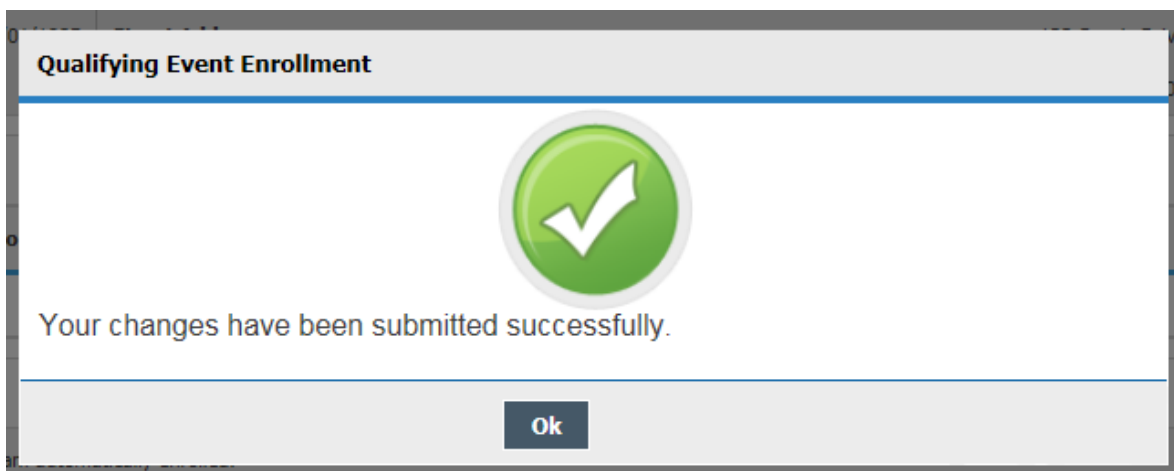 Qualifying Event Enrollment
Your changes have been submitted successfully.
Ok